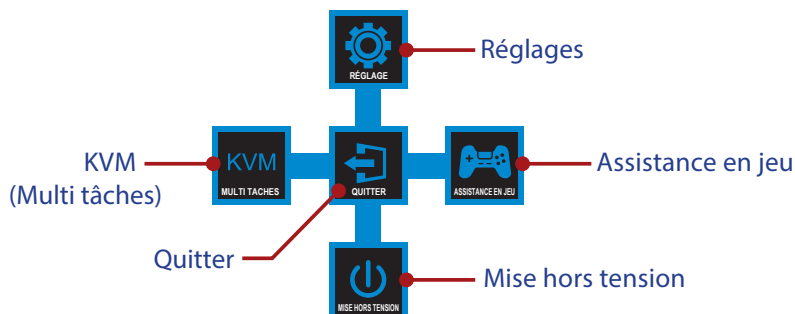 RÉGLAGE
Réglages
KVM
(Multi tâches)
KVM
MULTI TACHES
QUITTER
ASSISTANCE EN JEU
Assistance en jeu
Quitter
MISE HORS TENSION
Mise hors tension